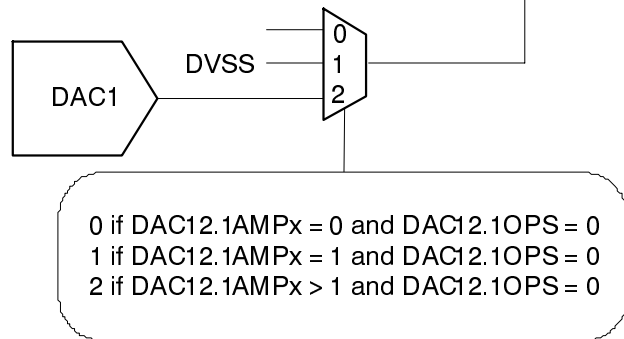 0
DVSS 1
DAC1 2
0 if DAC12.1AMPx = 0 and DAC12.1OPS = 0
1 if DAC12.1AMPx = 1 and DAC12.1OPS = 0
2 if DAC12.1AMPx > 1 and DAC12.1OPS = 0